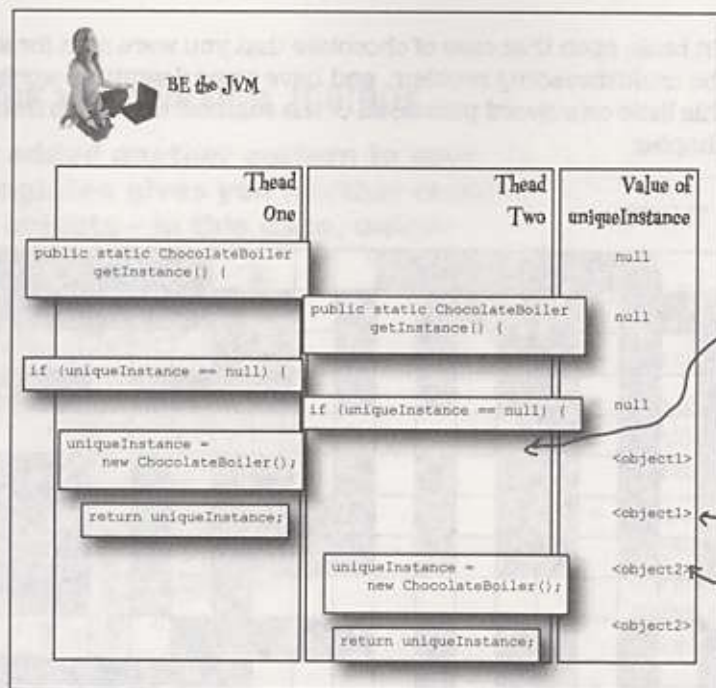 BE the JVM
Thead
One
Thead
Two
Value of
uniqueInstance
public static ChocolateBoiler
getInstance() {
null
public static ChocolateBoiler
getInstance() {
null
if (uniqueInstance == null) {
if (uniqueInstance == null) {
null
uniqueInstance =
new ChocolateBoiler();
<object1>
return uniqueInstance;
<object1>
uniqueInstance =
new ChocolateBoiler();
<object2>
return uniqueInstance;
<object2>